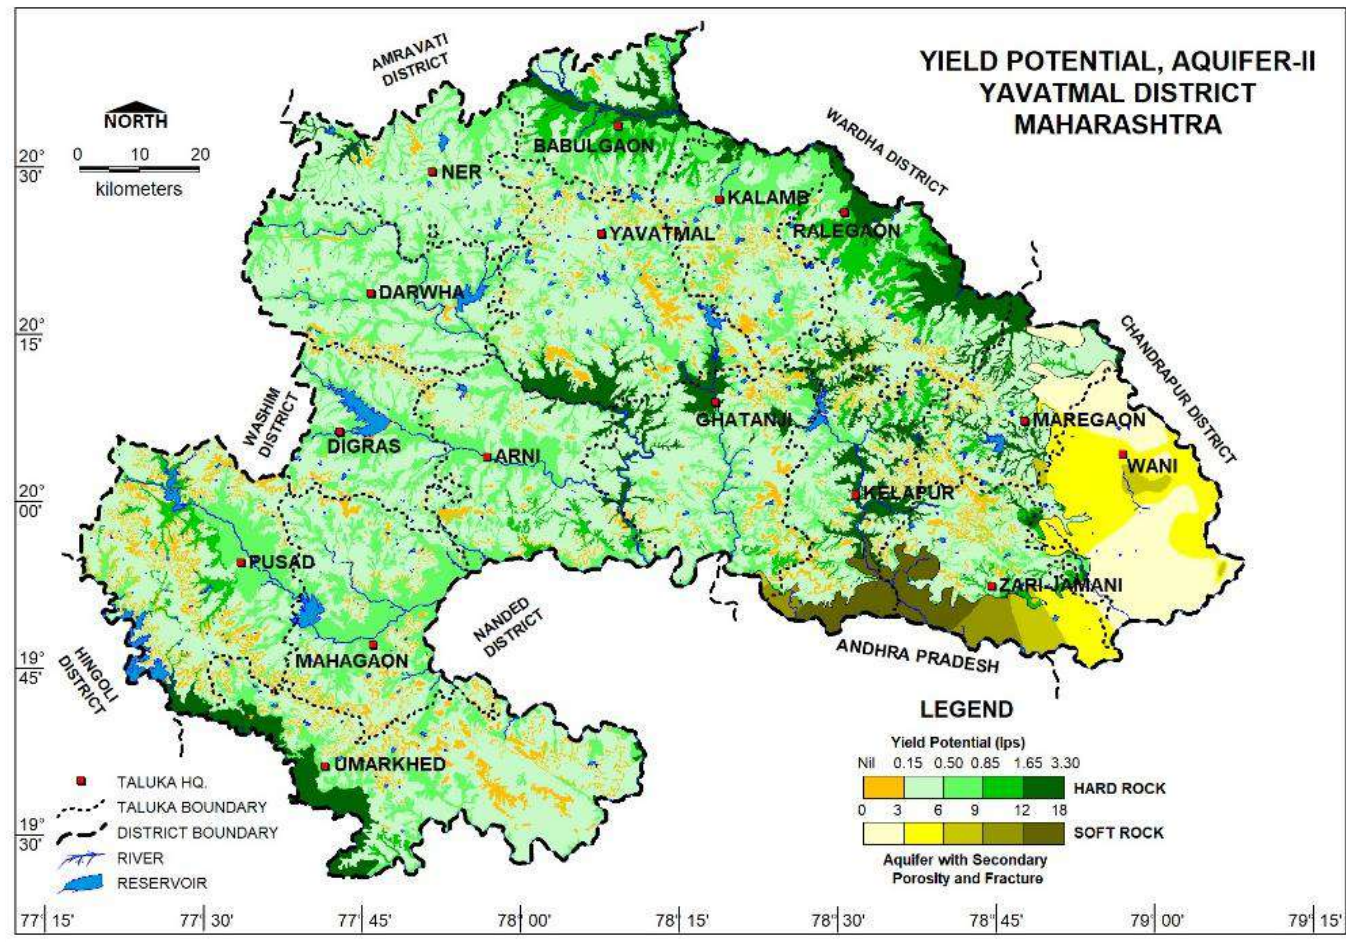 YIELD POTENTIAL, AQUIFER-II
YAVATMAL DISTRICT
MAHARASHTRA
AMRAVATI
DISTRICT
NORTH
0 10 20
kilometers
WARDHA DISTRICT
BABULGAON
NER
KALAMB
YAVATMAL
RALEGAON
DARWHA
CHANDRAPUR DISTRICT
WASHIM
DISTRICT
GHATANJI
MAREGAON
DIGRAS
ARNI
WANI
KELAPUR
PUSAD
ZARI-JAMANI
NANDED
DISTRICT
ANDHRA PRADESH
MAHAGAON
HINGOLI
DISTRICT
UMARKHED
20°
30'
20°
15'
20°
00'
19°
45'
19°
30'
LEGEND
Yield Potential (lps)
Nil 0.15 0.50 0.85 1.65 3.30
HARD ROCK
0 3 6 9 12 18
SOFT ROCK
Aquifer with Secondary
Porosity and Fracture
TALUKA HQ.
TALUKA BOUNDARY
DISTRICT BOUNDARY
RIVER
RESERVOIR
77° 15' 77° 30' 77° 45' 78° 00' 78° 15' 78° 30' 78° 45' 79° 00' 79° 15'